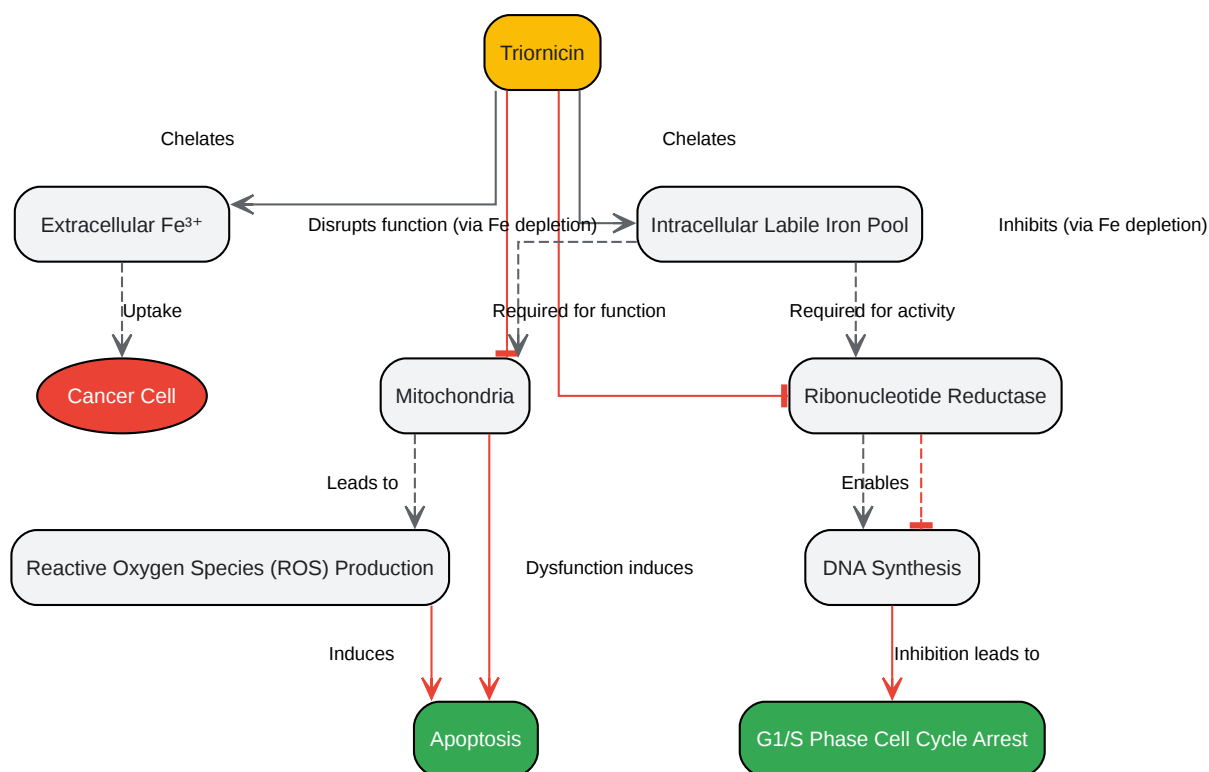 Triornicin
Chelates
Chelates
Extracellular Fe³⁺
Disrupts function (via Fe depletion)
Intracellular Labile Iron Pool
Inhibits (via Fe depletion)
Uptake
Required for function
Required for activity
Cancer Cell
Mitochondria
Ribonucleotide Reductase
Leads to
Enables
Reactive Oxygen Species (ROS) Production
Dysfunction induces
DNA Synthesis
Induces
Inhibition leads to
Apoptosis
G1/S Phase Cell Cycle Arrest